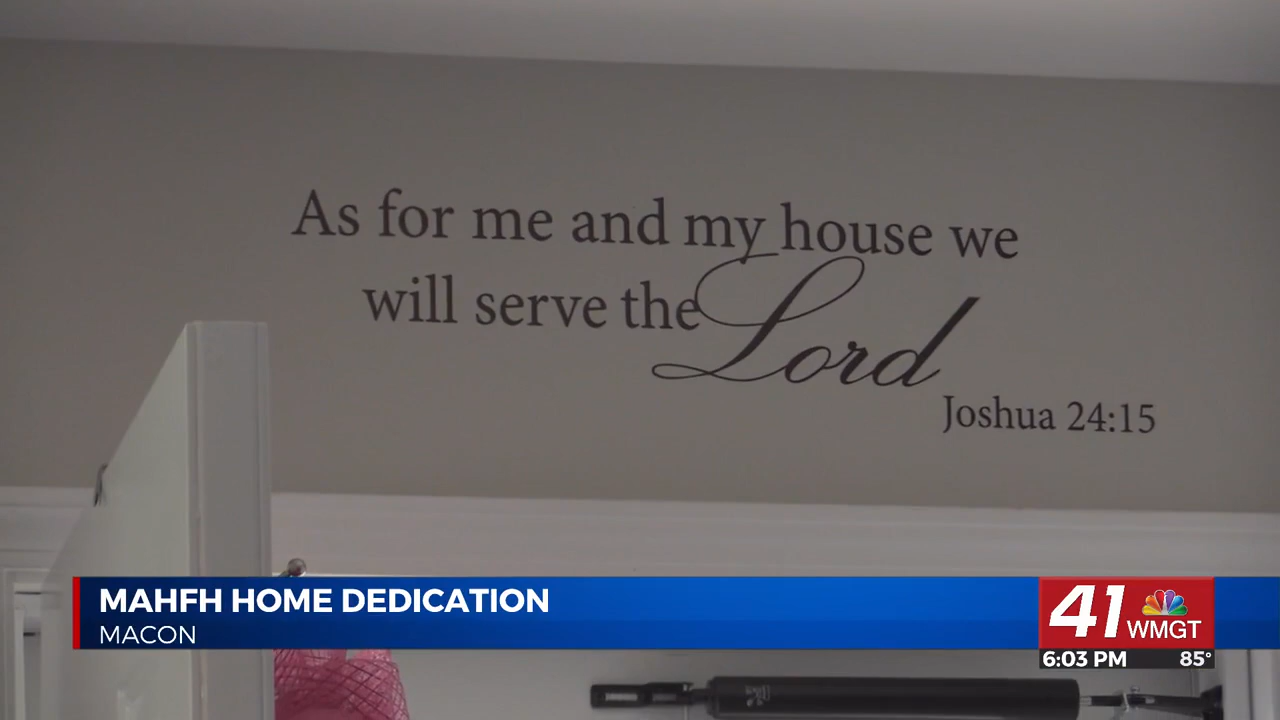 As for me and my house we
will serve the Lord
Joshua 24:15
MAHFH HOME DEDICATION
MACON
41
WMGT
6:03 PM 85°